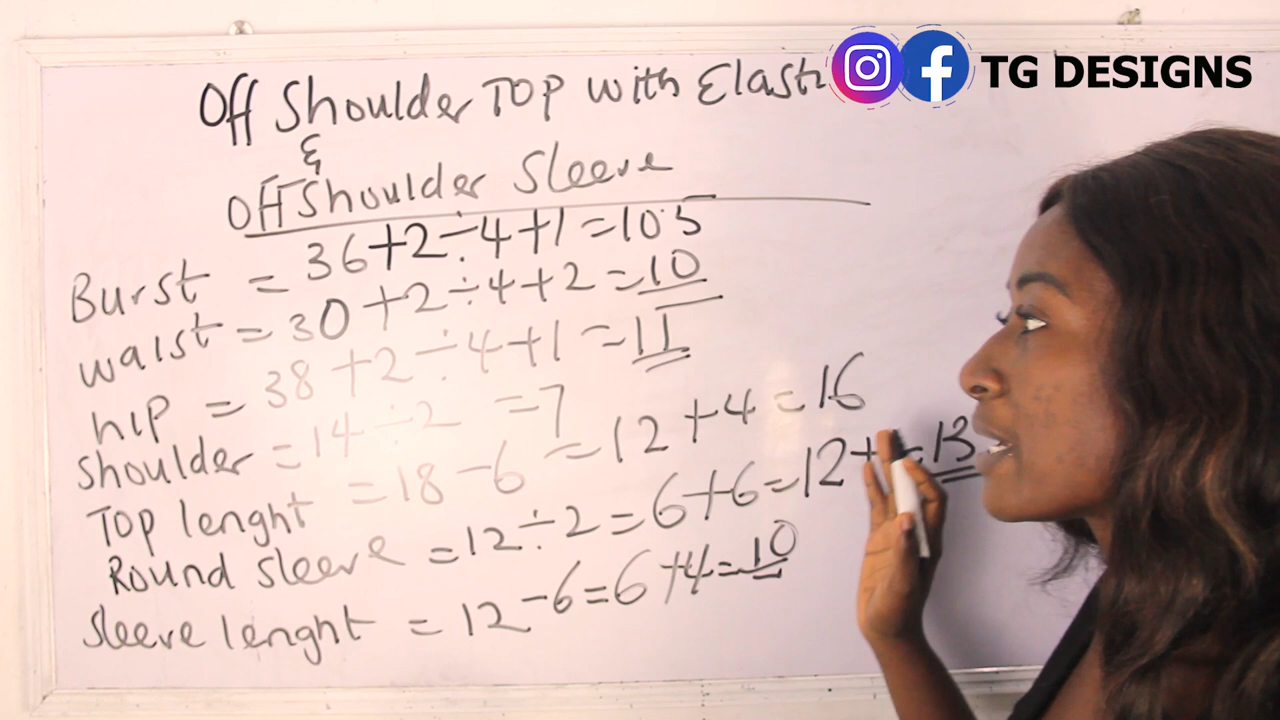 Off Shoulder TOP with Elasti
TG DESIGNS
&
Off Shoulder Sleeve
Burst = 36+2÷4+1=10.5
waist = 30+2÷4+2=10
hip = 38+2÷4+1=11
Shoulder = 14÷2 =7
TOP lenght = 18-6 =12+4=16
Round sleeve =12÷2=6+6=12+ =13
Sleeve lenght = 12-6=6+4=10